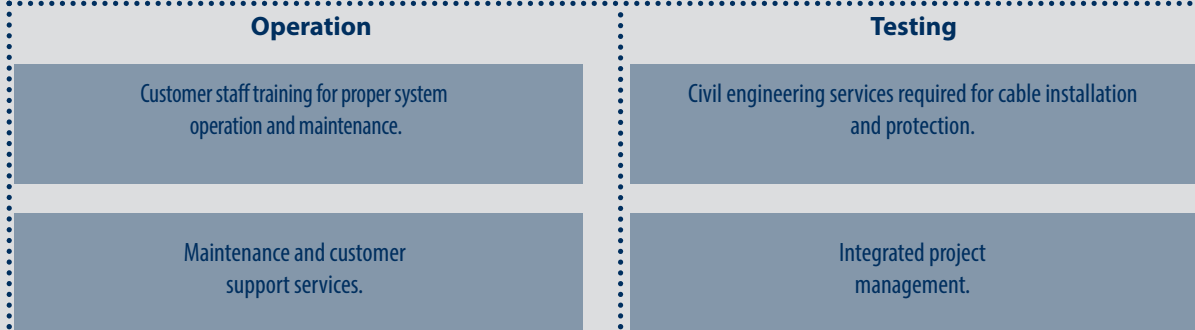 Operation
Customer staff training for proper system
operation and maintenance.
Maintenance and customer
support services.
Testing
Civil engineering services required for cable installation
and protection.
Integrated project
management.